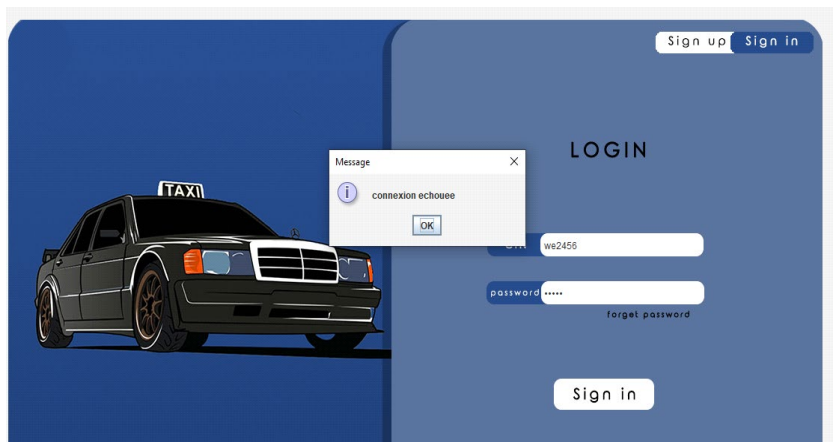 Sign up Sign in
LOGIN
Message
connexion echouee
OK
TAXI
we2456
password •••••
forget password
Sign in